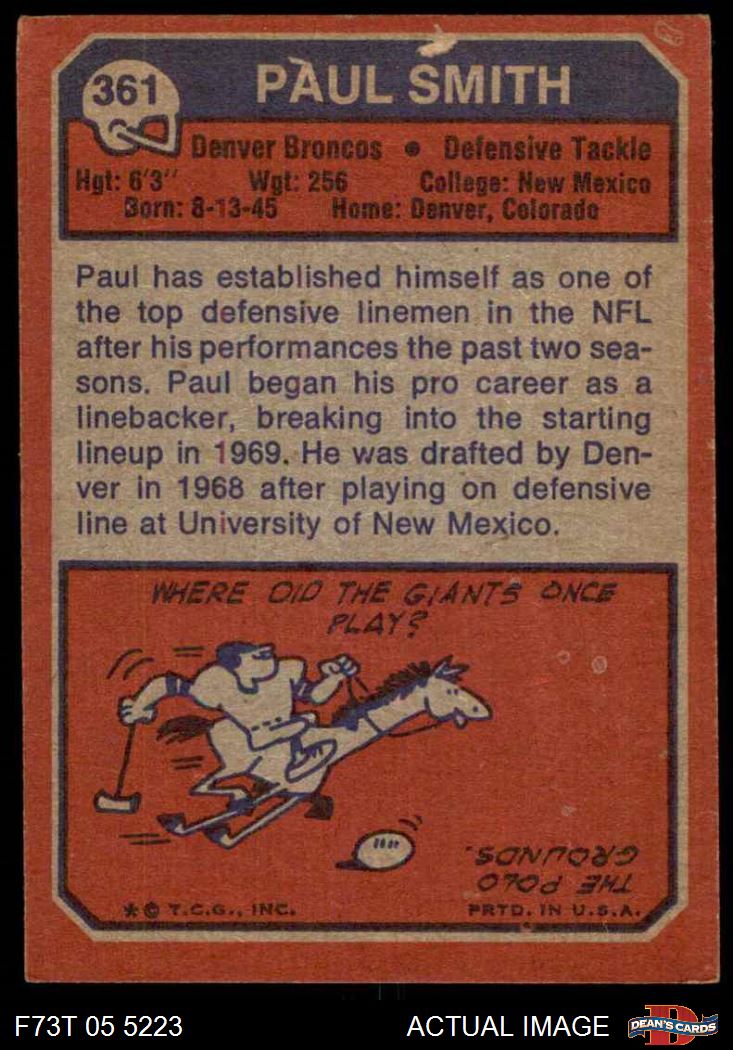 361
PAUL SMITH
Denver Broncos • Defensive Tackle
Hgt: 6'3" Wgt: 256 College: New Mexico
Born: 8-13-45 Home: Denver, Colorado
Paul has established himself as one of
the top defensive linemen in the NFL
after his performances the past two sea-
sons. Paul began his pro career as a
linebacker, breaking into the starting
lineup in 1969. He was drafted by Den-
ver in 1968 after playing on defensive
line at University of New Mexico.
WHERE DID THE GIANTS ONCE
PLAY?
THE POLO
GROUNDS.
*© T.C.G., INC. PRTD. IN U.S.A.
F73T 05 5223 ACTUAL IMAGE
D
DEAN'S CARDS